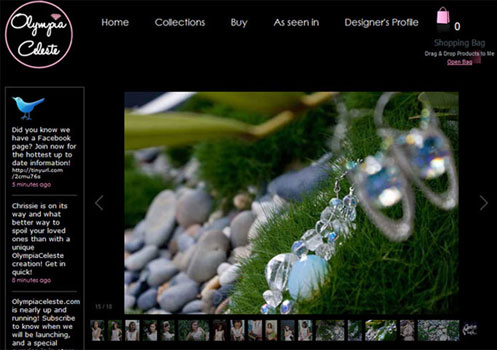 Olympia
Celeste
Home
Collections
Buy
As seen in
Designer's Profile
0
Shopping Bag
Drag & Drop Products to Me
Open Bag
Did you know we
have a Facebook
page? Join now for
the hottest up to
date information!
http://tinyurl.com
/2cmu76s
5 minutes ago
Chrissie is on its
way and what
better way to
spoil your loved
ones than with a
unique
OlympiaCeleste
creation! Get in
quick!
5 minutes ago
Olympiaceleste.com
is nearly up and
running! Subscribe
to know when
we will be launching,
and a special
15 / 18